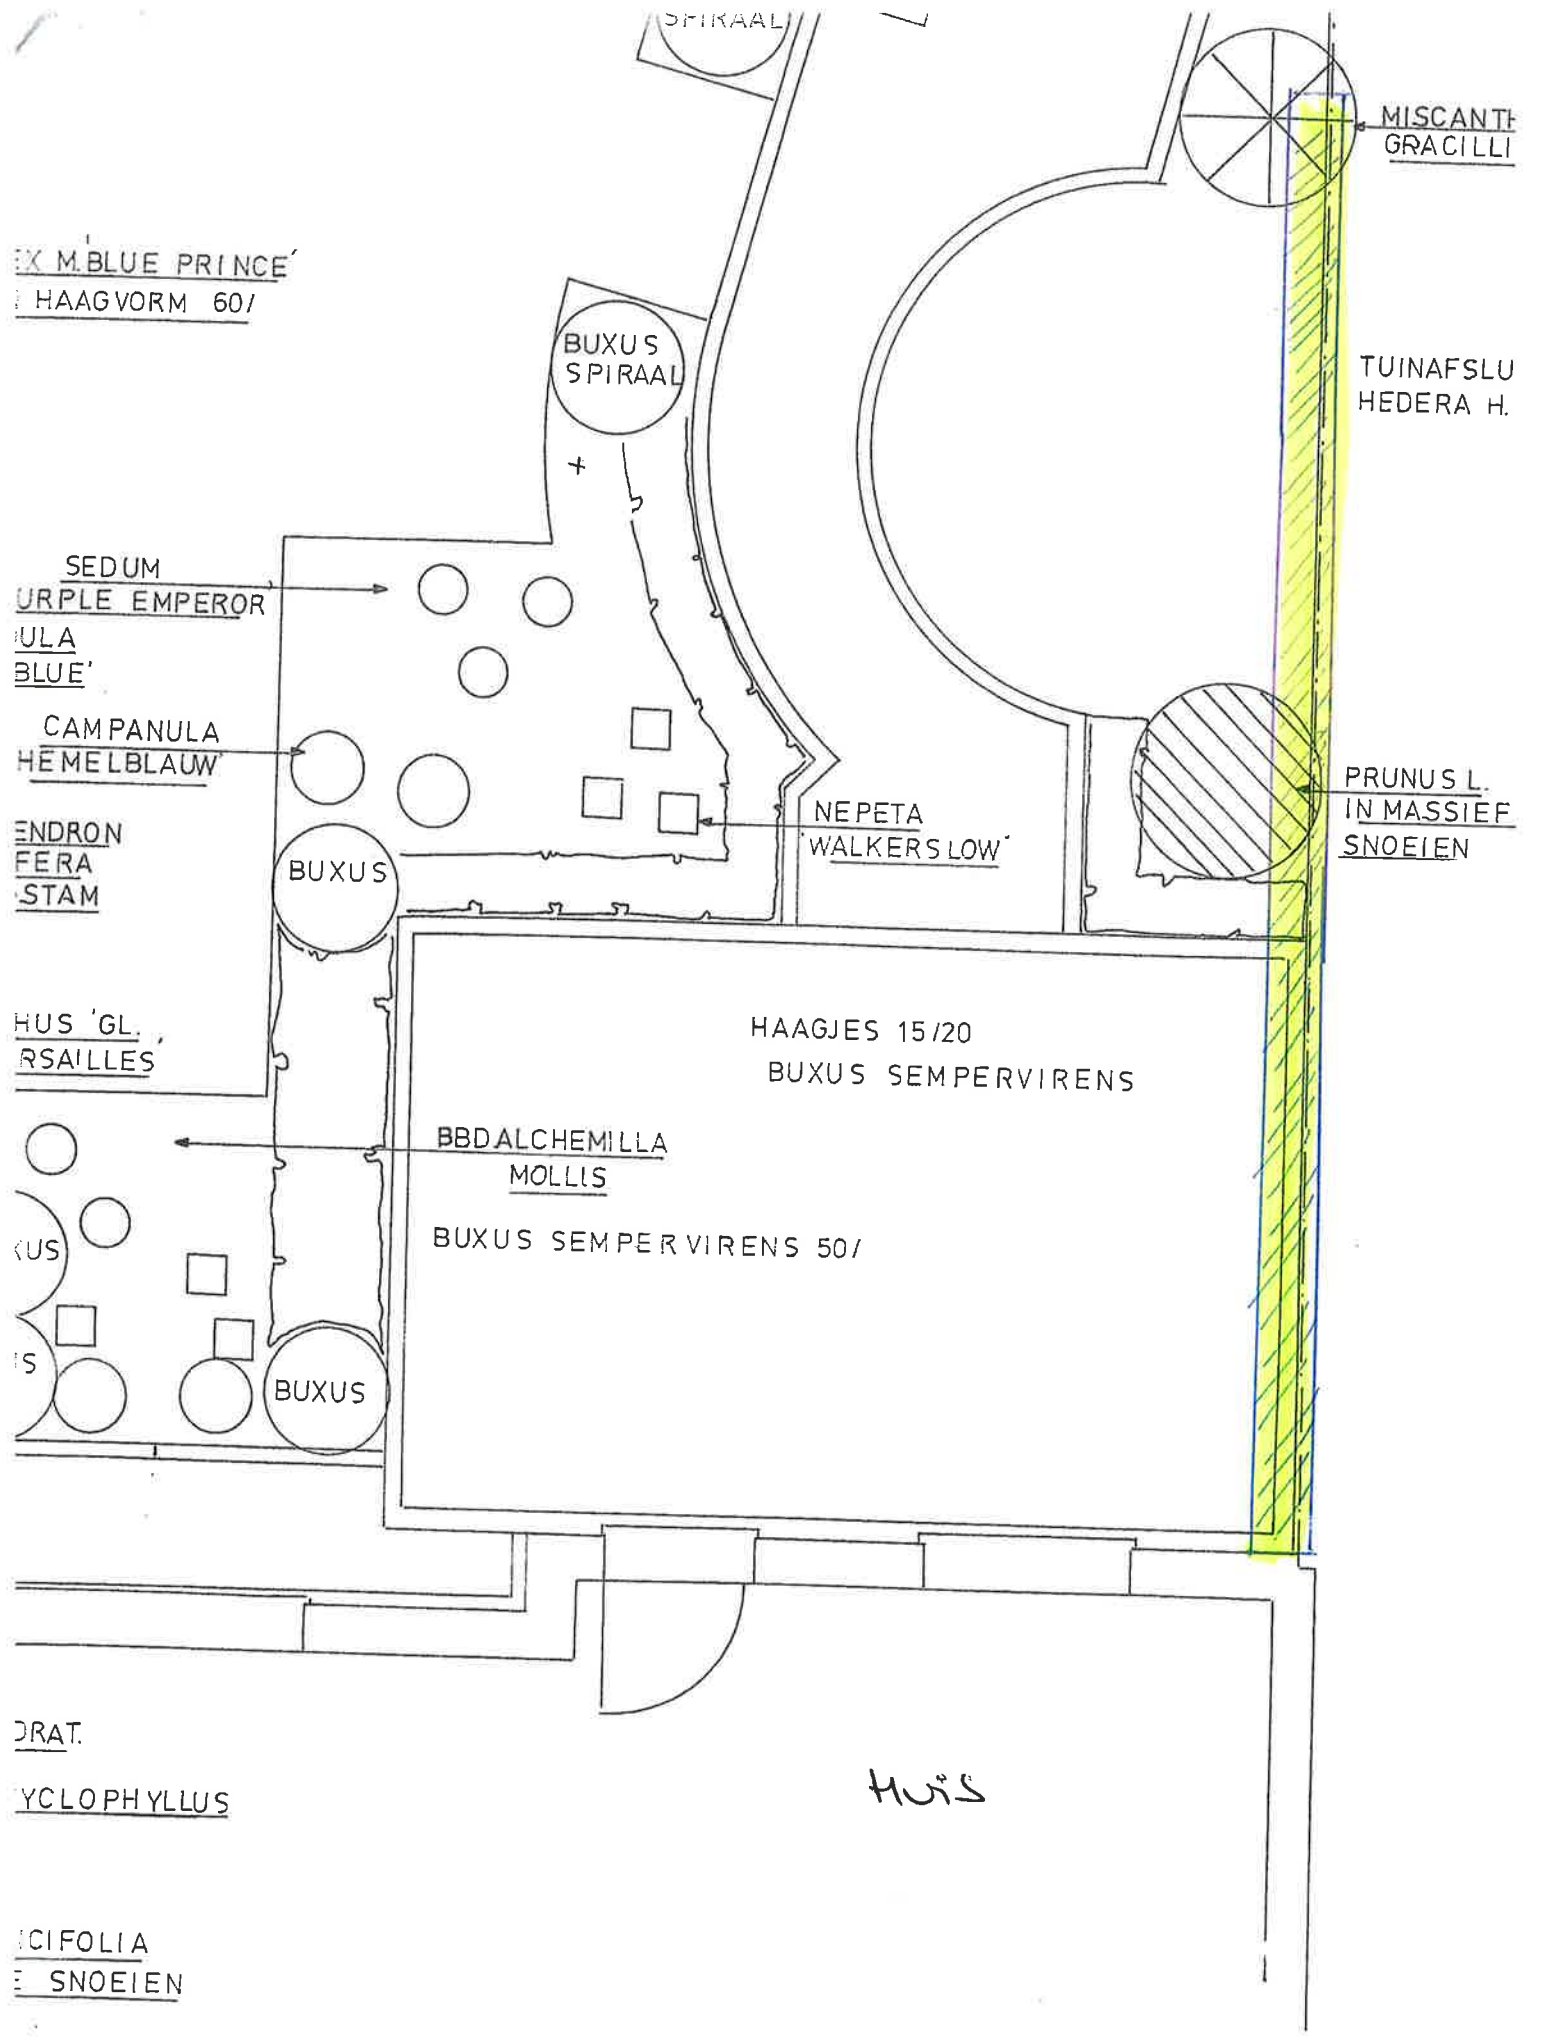 SPIRAAL
MISCANTH
GRACILLI
EX M.'BLUE PRINCE'
HAAGVORM 60/
BUXUS
SPIRAAL
TUINAFSLU
HEDERA H.
+
SEDUM
URPLE EMPEROR
ULA
BLUE'
CAMPANULA
HEMELBLAUW'
PRUNUS L.
IN MASSIEF
SNOEIEN
NEPETA
'WALKERS LOW'
ENDRON
FERA
STAM
BUXUS
HUS 'GL.
RSAILLES'
HAAGJES 15/20
BUXUS SEMPERVIRENS
BBD ALCHEMILLA
MOLLIS
BUXUS SEMPERVIRENS 50/
XUS
S
BUXUS
DRAT.
YCLOPHYLLUS
HUIS
ICIFOLIA
E SNOEIEN